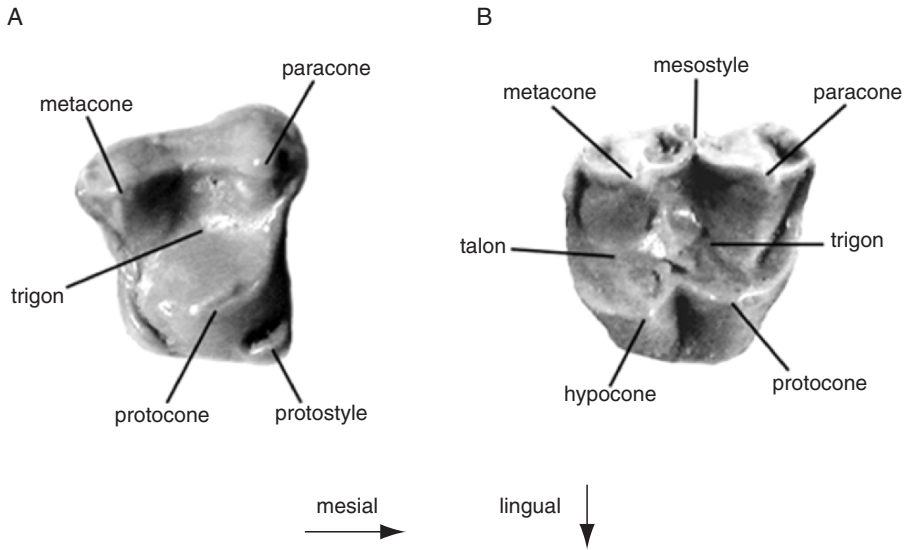 A
paracone
metacone
trigon
protocone
protostyle
B
mesostyle
metacone
paracone
talon
trigon
hypocone
protocone
mesial
lingual